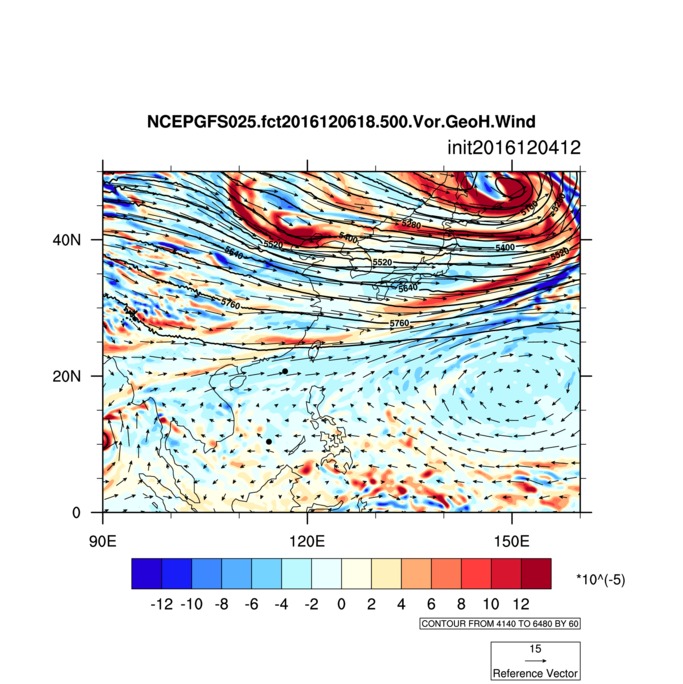 NCEPGFS025.fct2016120618.500.Vor.GeoH.Wind
init2016120412
5160
5280
5400
5520
5400
5520
5640
5520
5640
5760
5760
40N
20N
0
90E 120E 150E
-12 -10 -8 -6 -4 -2 0 2 4 6 8 10 12
*10^(-5)
CONTOUR FROM 4140 TO 6480 BY 60
15
Reference Vector